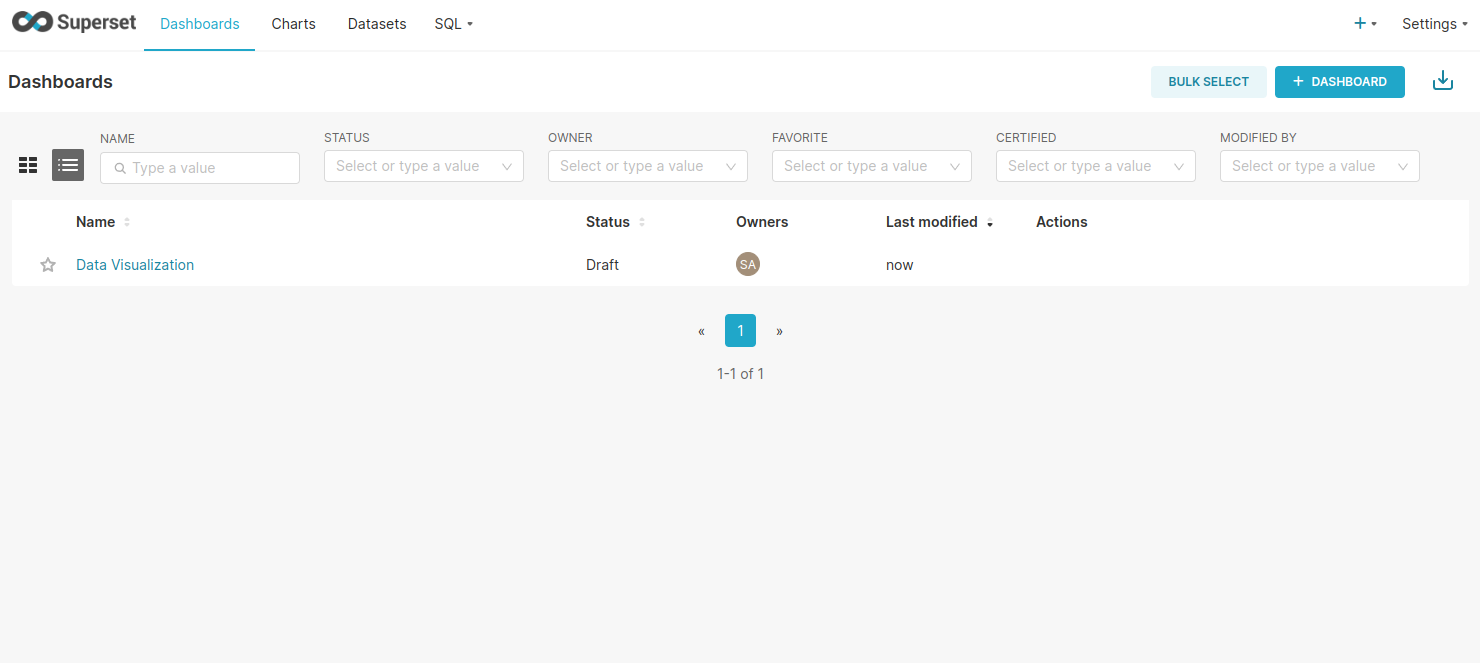 Superset Dashboards Charts Datasets SQL + Settings
Dashboards BULK SELECT + DASHBOARD
NAME STATUS OWNER FAVORITE CERTIFIED MODIFIED BY
Type a value Select or type a value Select or type a value Select or type a value Select or type a value Select or type a value
Name Status Owners Last modified Actions
Data Visualization Draft SA now
« 1 »
1-1 of 1